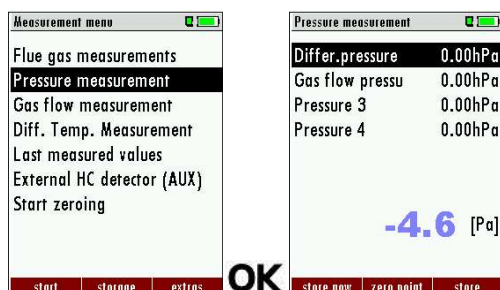 Measurement menu
Flue gas measurements
Pressure measurement
Gas flow measurement
Diff. Temp. Measurement
Last measured values
External HC detector (AUX)
Start zeroing
start storage extras
OK
Pressure measurement
Differ.pressure 0.00hPa
Gas flow pressu 0.00hPa
Pressure 3 0.00hPa
Pressure 4 0.00hPa
-4.6 [Pa]
store now zero point store